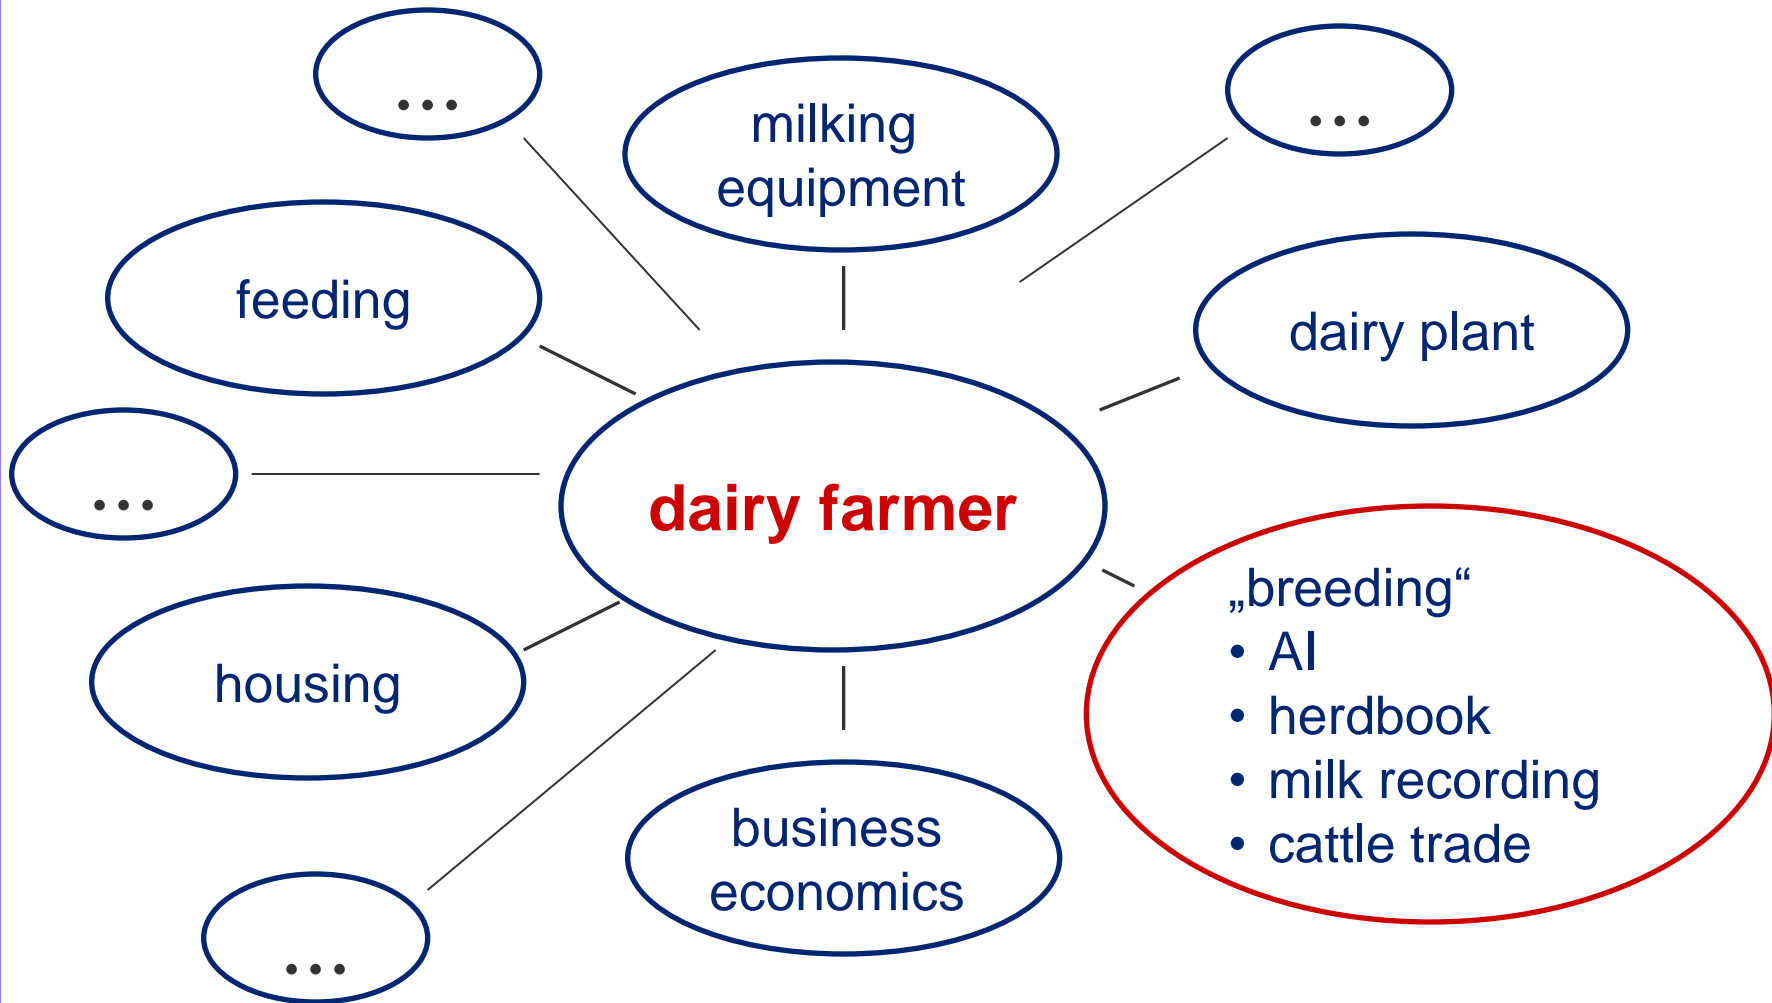 ...
milking
equipment
...
feeding
dairy plant
...
dairy farmer
„breeding“
• AI
• herdbook
• milk recording
• cattle trade
housing
business
economics
...